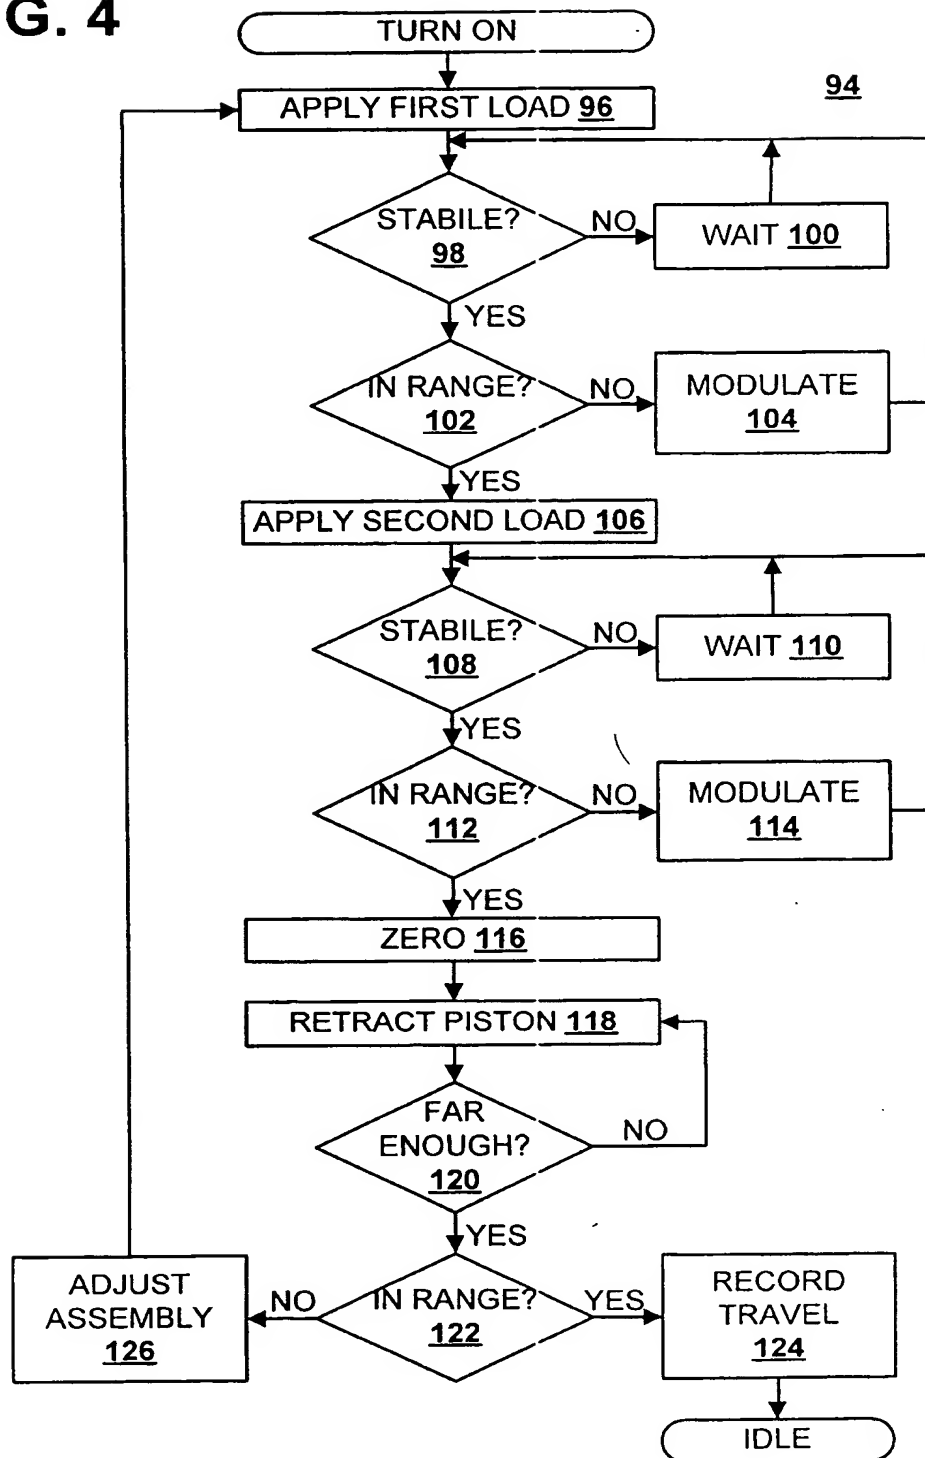 G. 4
TURN ON
94
APPLY FIRST LOAD 96
STABILE?
98
NO
WAIT 100
YES
IN RANGE?
102
NO
MODULATE
104
YES
APPLY SECOND LOAD 106
STABILE?
108
NO
WAIT 110
YES
IN RANGE?
112
NO
MODULATE
114
YES
ZERO 116
RETRACT PISTON 118
FAR
ENOUGH?
120
NO
YES
IN RANGE?
122
NO
ADJUST
ASSEMBLY
126
YES
RECORD
TRAVEL
124
IDLE